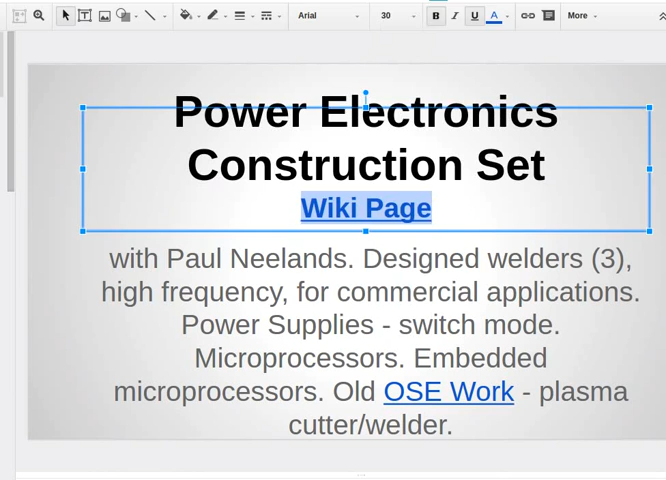 Arial 30 B I U A More
Power Electronics
Construction Set
Wiki Page
with Paul Neelands. Designed welders (3),
high frequency, for commercial applications.
Power Supplies - switch mode.
Microprocessors. Embedded
microprocessors. Old OSE Work - plasma
cutter/welder.